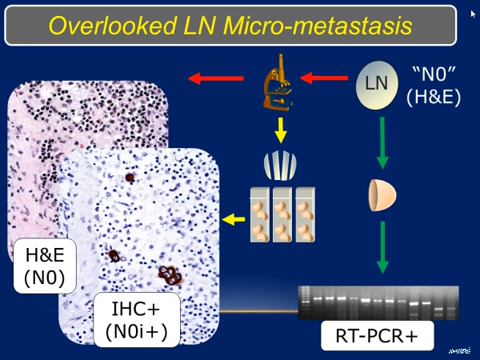 Overlooked LN Micro-metastasis
LN
“N0”
(H&E)
H&E
(N0)
IHC+
(N0i+)
RT-PCR+